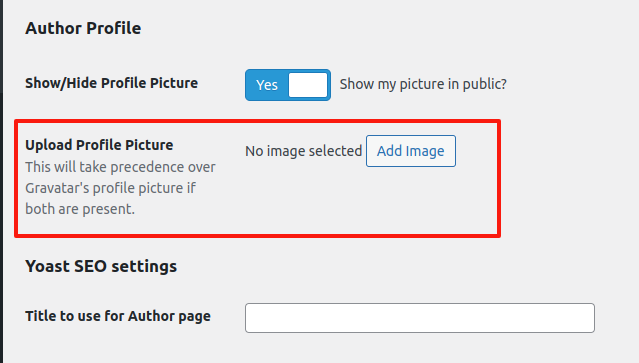 Author Profile
Show/Hide Profile Picture
Yes
Show my picture in public?
Upload Profile Picture
No image selected
Add Image
This will take precedence over
Gravatar's profile picture if
both are present.
Yoast SEO settings
Title to use for Author page